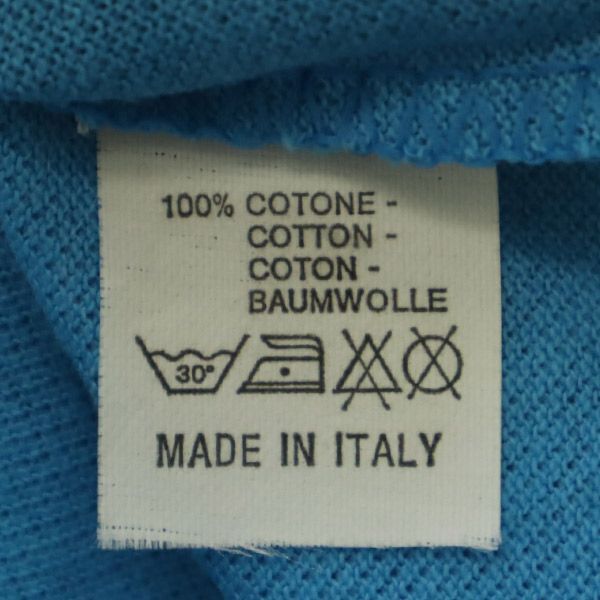 100% COTONE -
COTTON -
COTON -
BAUMWOLLE
30°
MADE IN ITALY